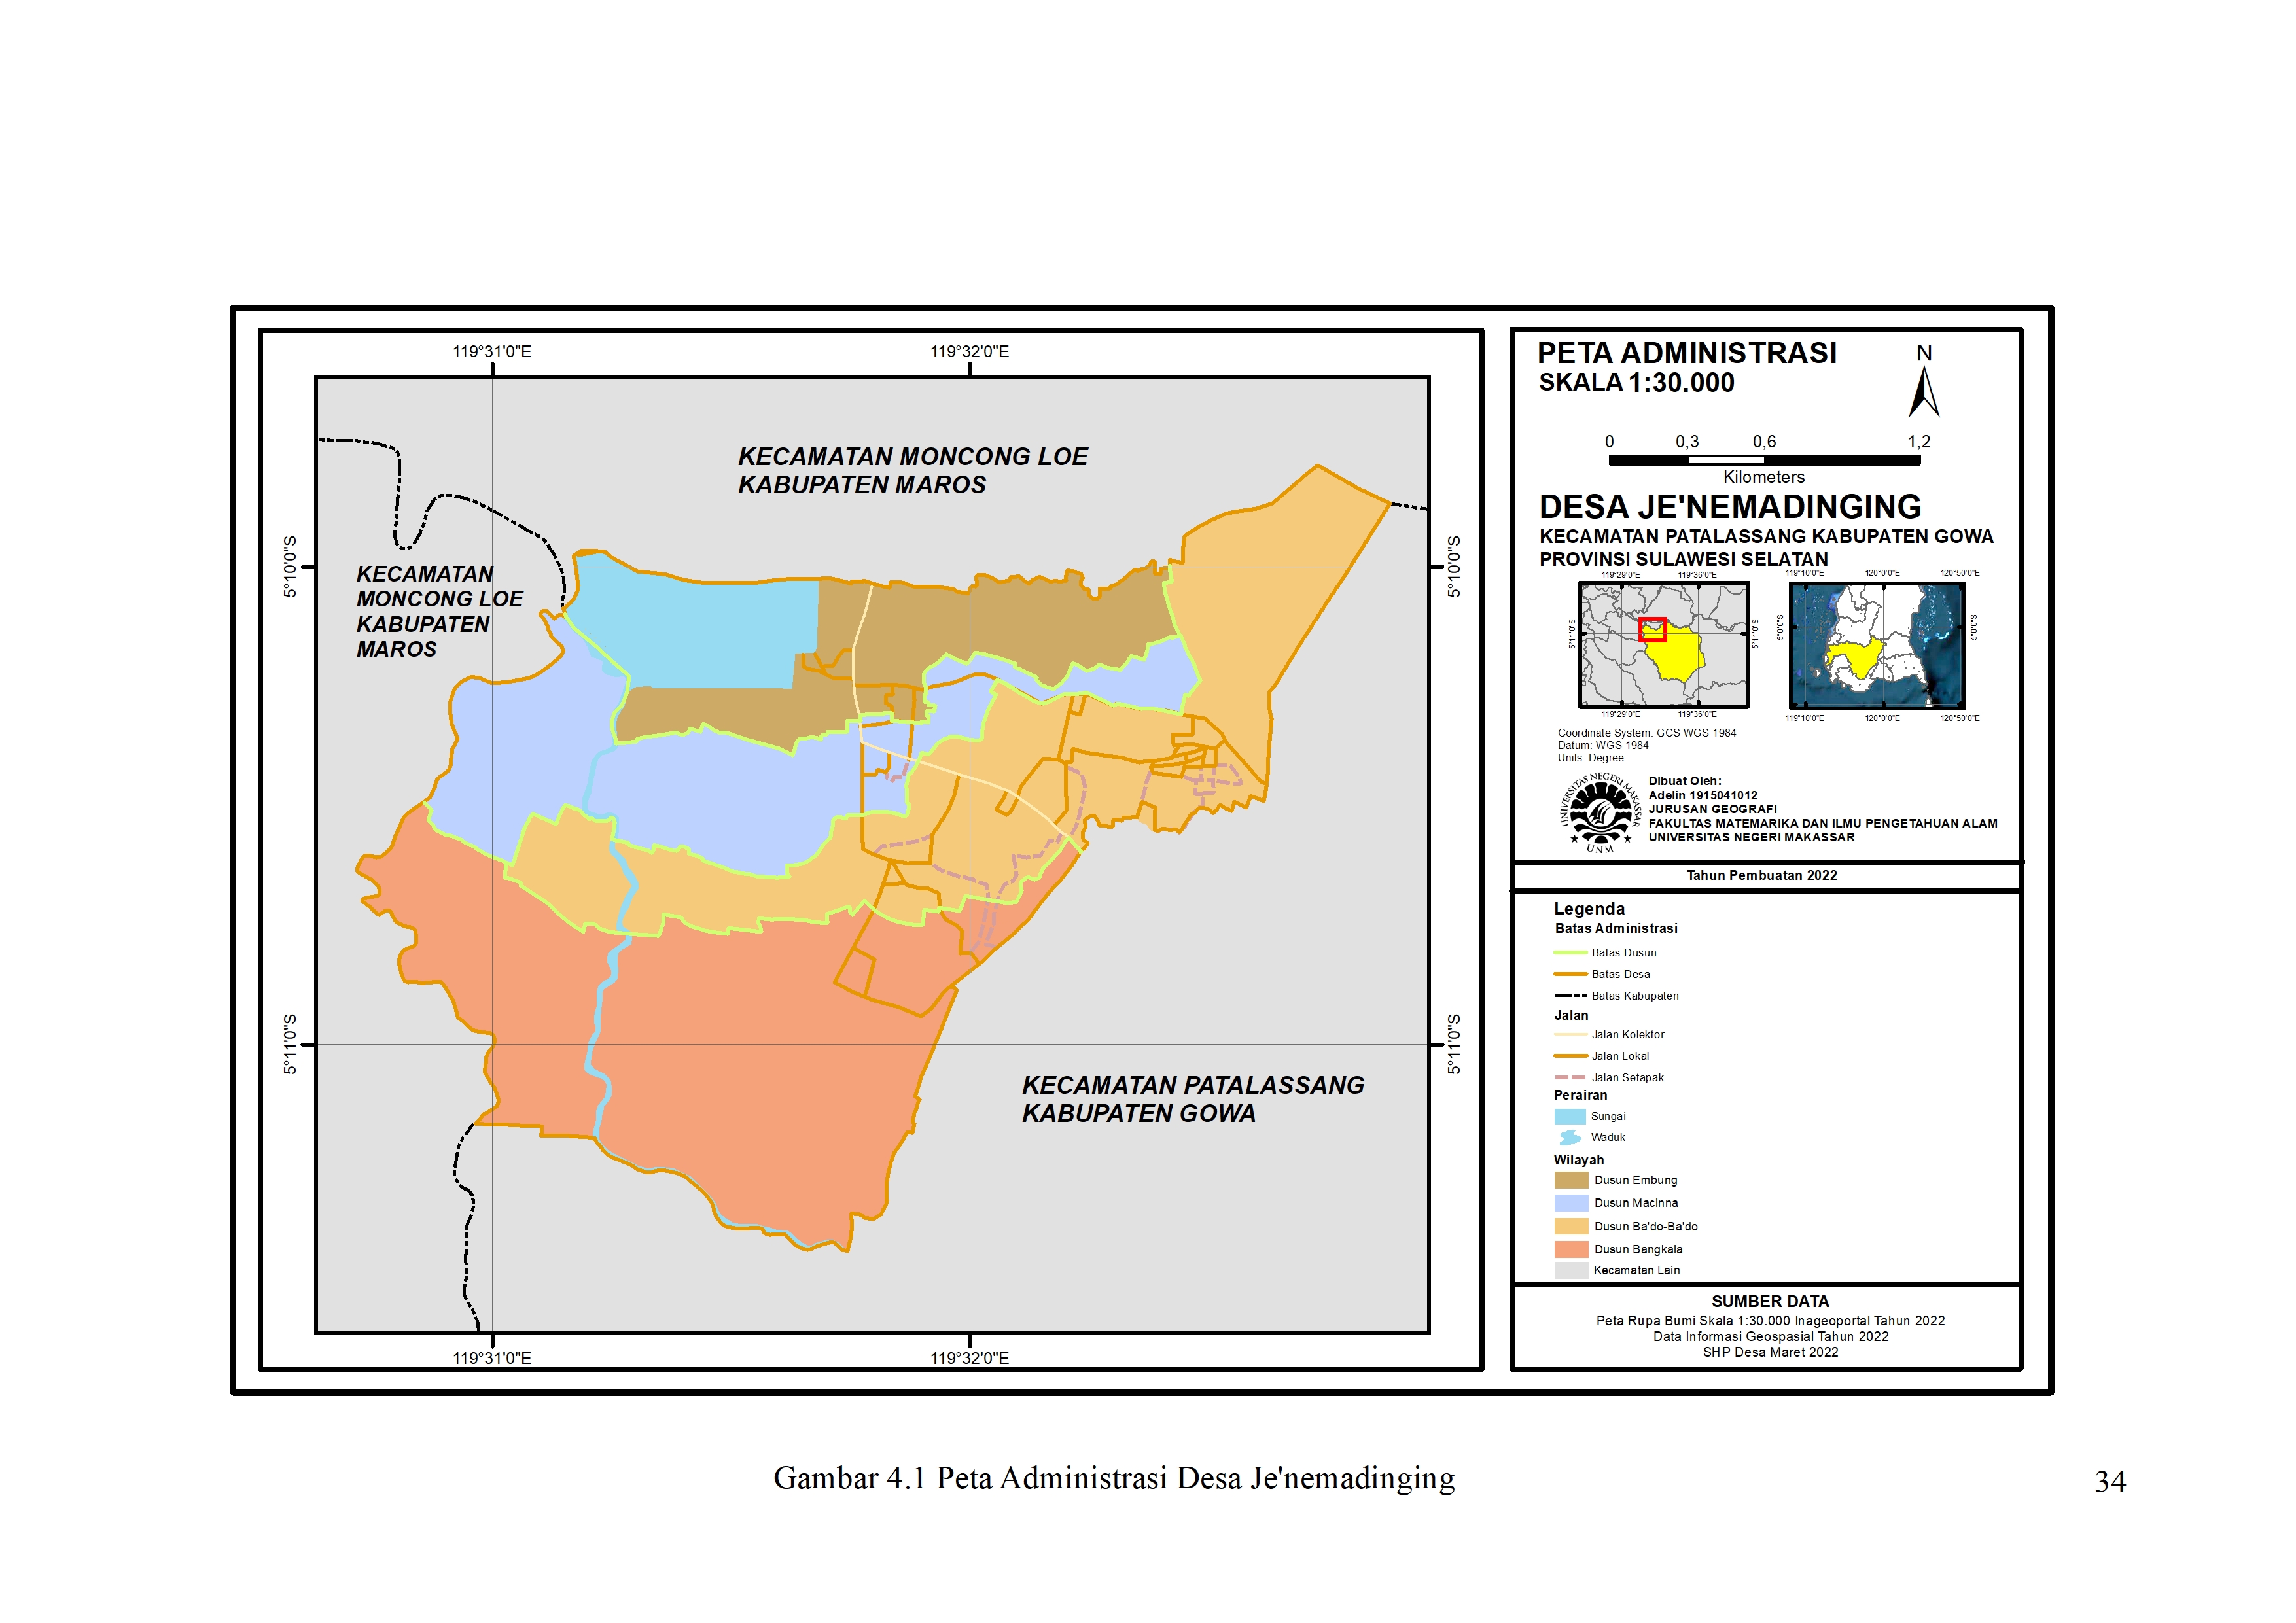 119°31'0"E
119°32'0"E
KECAMATAN MONCONG LOE
KABUPATEN MAROS
5°10'0"S
5°10'0"S
KECAMATAN
MONCONG LOE
KABUPATEN
MAROS
5°11'0"S
5°11'0"S
KECAMATAN PATALASSANG
KABUPATEN GOWA
119°31'0"E
119°32'0"E
PETA ADMINISTRASI
SKALA 1:30.000
N
0 0,3 0,6 1,2
Kilometers
DESA JE'NEMADINGING
KECAMATAN PATALASSANG KABUPATEN GOWA
PROVINSI SULAWESI SELATAN
119°29'0"E 119°36'0"E
5°11'0"S
5°11'0"S
119°29'0"E 119°36'0"E
119°10'0"E 120°0'0"E 120°50'0"E
5°0'0"S
5°0'0"S
119°10'0"E 120°0'0"E 120°50'0"E
Coordinate System: GCS WGS 1984
Datum: WGS 1984
Units: Degree
UNIVERSITAS NEGERI MAKASSAR
UNM
Dibuat Oleh:
Adelin 1915041012
JURUSAN GEOGRAFI
FAKULTAS MATEMARIKA DAN ILMU PENGETAHUAN ALAM
UNIVERSITAS NEGERI MAKASSAR
Tahun Pembuatan 2022
Legenda
Batas Administrasi
Batas Dusun
Batas Desa
Batas Kabupaten
Jalan
Jalan Kolektor
Jalan Lokal
Jalan Setapak
Perairan
Sungai
Waduk
Wilayah
Dusun Embung
Dusun Macinna
Dusun Ba'do-Ba'do
Dusun Bangkala
Kecamatan Lain
SUMBER DATA
Peta Rupa Bumi Skala 1:30.000 Inageoportal Tahun 2022
Data Informasi Geospasial Tahun 2022
SHP Desa Maret 2022
Gambar 4.1 Peta Administrasi Desa Je'nemadinging
34